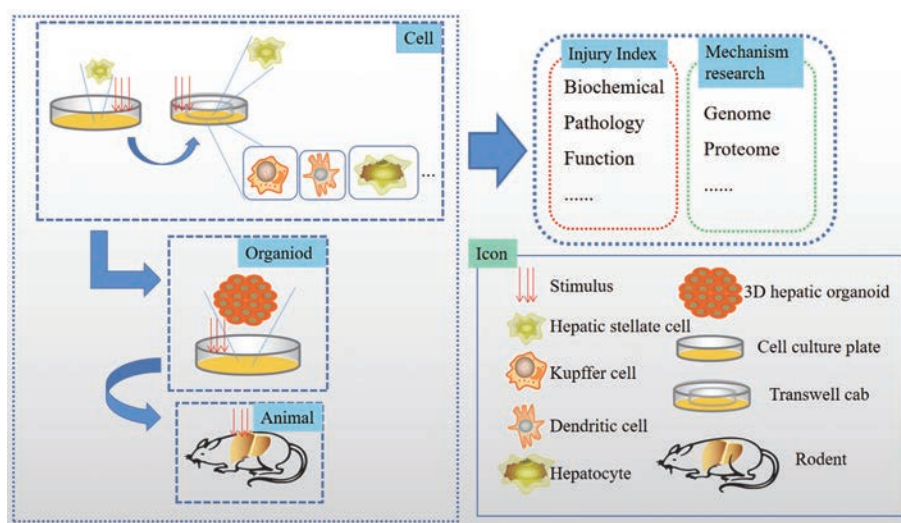 Cell
...
Organiod
Animal
Injury Index
Biochemical
Pathology
Function
......
Mechanism
research
Genome
Proteome
......
Icon
Stimulus
Hepatic stellate cell
Kupffer cell
Dendritic cell
Hepatocyte
3D hepatic organoid
Cell culture plate
Transwell cab
Rodent